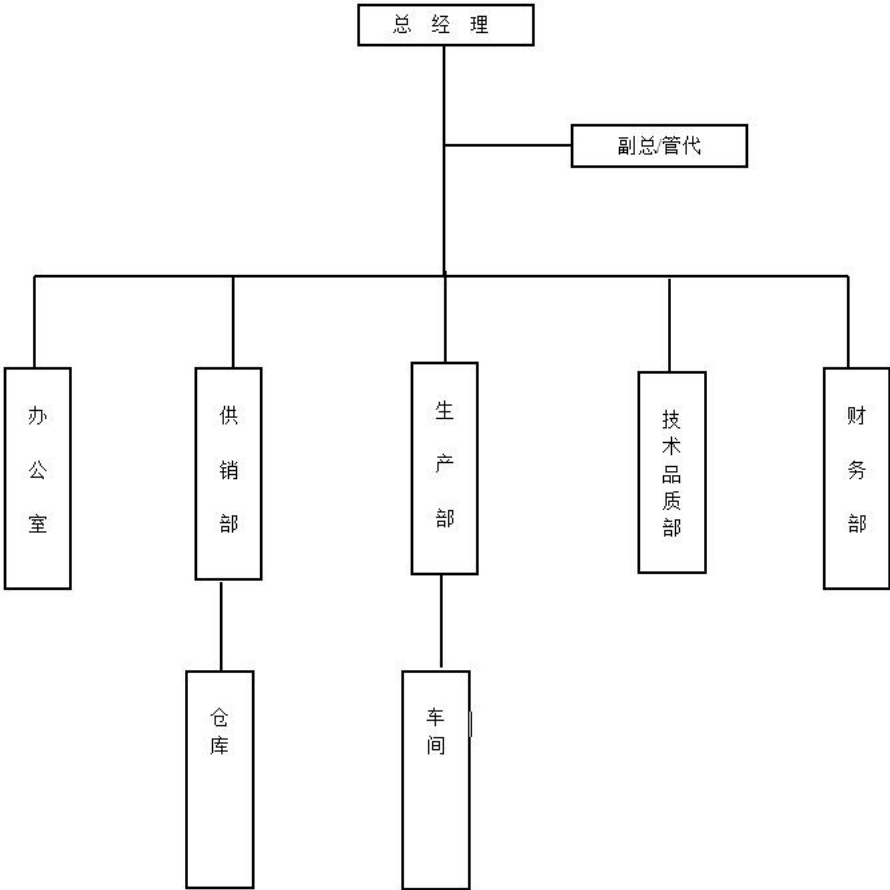 总 经 理
副总/管代
办公室
供销部
生产部
技术品质部
财务部
仓库
车间